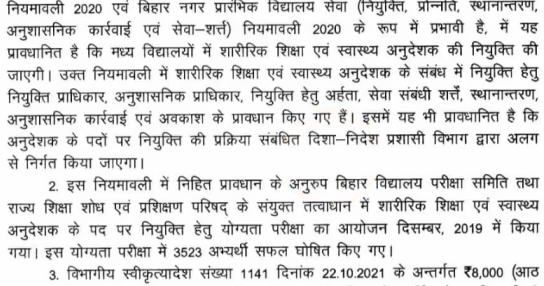 नियमावली 2020 एवं बिहार नगर प्रारंभिक विद्यालय सेवा (नियुक्ति, प्रोन्नति, स्थानान्तरण,
अनुशासनिक कार्रवाई एवं सेवा–शर्त्त) नियमावली 2020 के रूप में प्रभावी है, में यह
प्रावधानित है कि मध्य विद्यालयों में शारीरिक शिक्षा एवं स्वास्थ्य अनुदेशक की नियुक्ति की
जाएगी। उक्त नियमावली में शारीरिक शिक्षा एवं स्वास्थ्य अनुदेशक के संबंध में नियुक्ति हेतु
नियुक्ति प्राधिकार, अनुशासनिक प्राधिकार, नियुक्ति हेतु अर्हता, सेवा संबंधी शर्त्तें, स्थानान्तरण,
अनुशासनिक कार्रवाई एवं अवकाश के प्रावधान किए गए हैं। इसमें यह भी प्रावधानित है कि
अनुदेशक के पदों पर नियुक्ति की प्रक्रिया संबंधित दिशा–निदेश प्रशासी विभाग द्वारा अलग
से निर्गत किया जाएगा।
2. इस नियमावली में निहित प्रावधान के अनुरुप बिहार विद्यालय परीक्षा समिति तथा
राज्य शिक्षा शोध एवं प्रशिक्षण परिषद् के संयुक्त तत्वाधान में शारीरिक शिक्षा एवं स्वास्थ्य
अनुदेशक के पद पर नियुक्ति हेतु योग्यता परीक्षा का आयोजन दिसम्बर, 2019 में किया
गया। इस योग्यता परीक्षा में 3523 अभ्यर्थी सफल घोषित किए गए।
3. विभागीय स्वीकृत्यादेश संख्या 1141 दिनांक 22.10.2021 के अन्तर्गत ₹8,000 (आठ